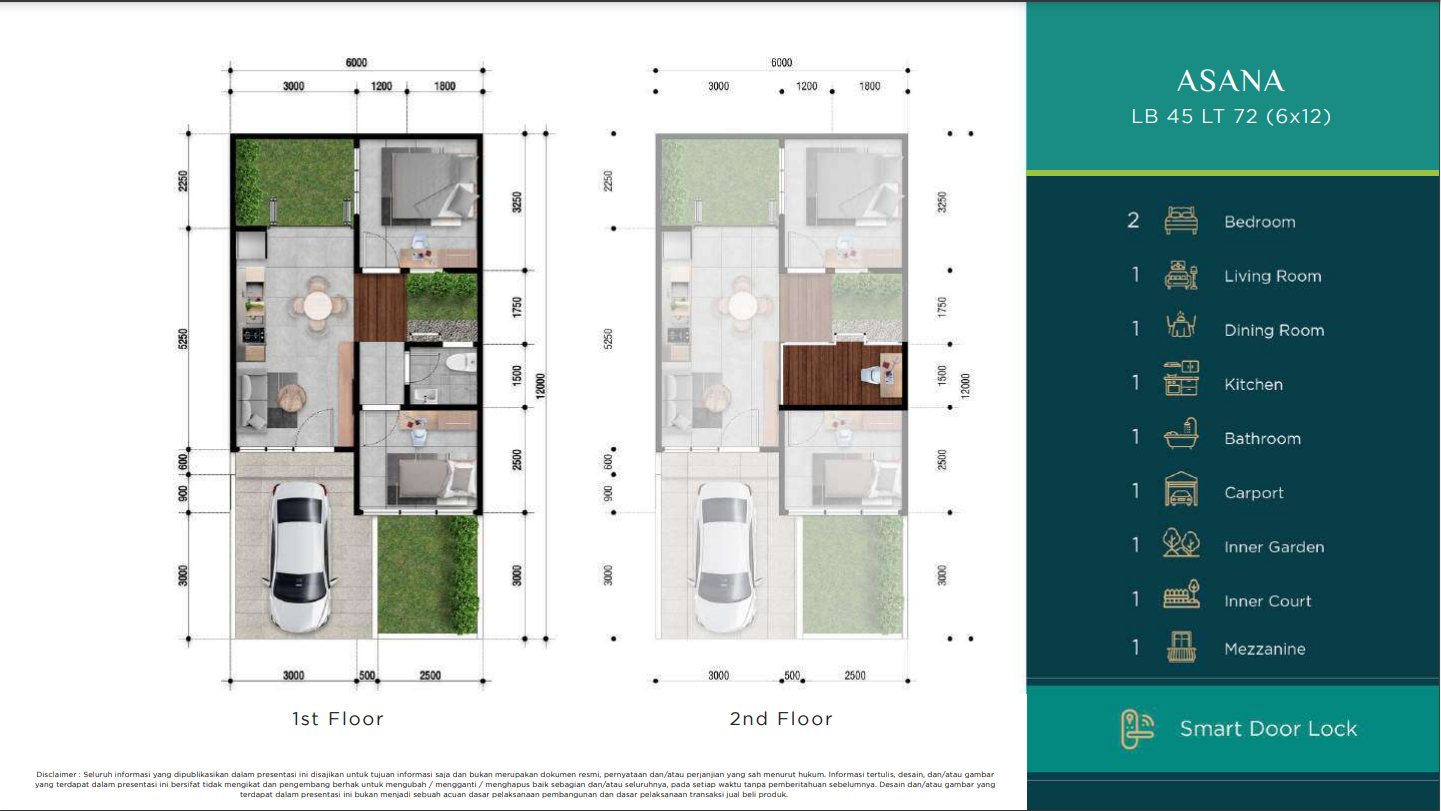 6000
3000 1200 1800
2250
5250
600
900
3000
3250
1750
1500
2500
3000
12000
3000 500 2500
1st Floor
6000
3000 1200 1800
2250
5250
600
900
3000
3250
1750
1500
2500
3000
12000
3000 500 2500
2nd Floor
Disclaimer : Seluruh informasi yang dipublikasikan dalam presentasi ini disajikan untuk tujuan informasi saja dan bukan merupakan dokumen resmi, pernyataan dan/atau perjanjian yang sah menurut hukum. Informasi tertulis, desain, dan/atau gambar
yang terdapat dalam presentasi ini bersifat tidak mengikat dan pengembang berhak untuk mengubah / mengganti / menghapus baik sebagian dan/atau seluruhnya, pada setiap waktu tanpa pemberitahuan sebelumnya. Desain dan/atau gambar yang
terdapat dalam presentasi ini bukan menjadi sebuah acuan dasar pelaksanaan pembangunan dan dasar pelaksanaan transaksi jual beli produk.
ASANA
LB 45 LT 72 (6x12)
2 Bedroom
1 Living Room
1 Dining Room
1 Kitchen
1 Bathroom
1 Carport
1 Inner Garden
1 Inner Court
1 Mezzanine
Smart Door Lock